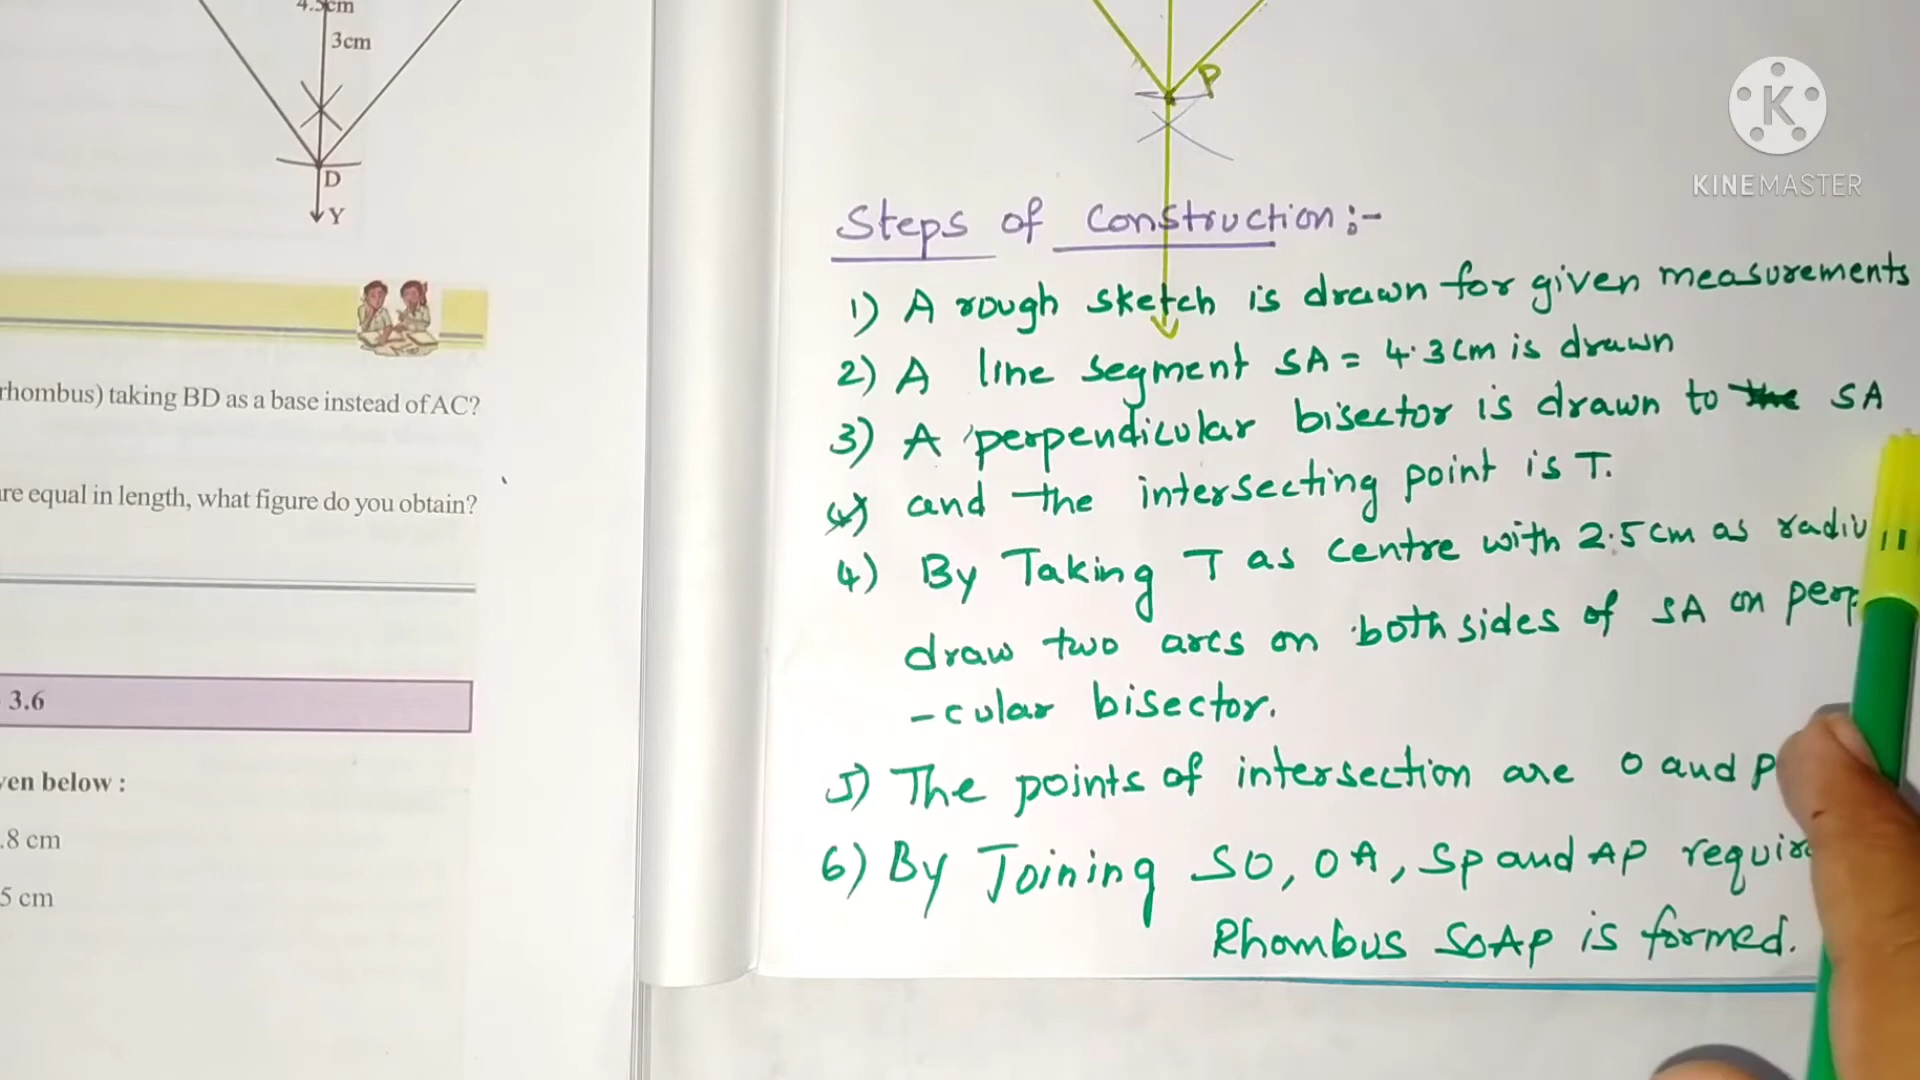 4.5cm
3cm
D
Y
rhombus) taking BD as a base instead of AC?
are equal in length, what figure do you obtain?
3.6
ven below :
.8 cm
5 cm
P
KINEMASTER
Steps of Construction:-
1) A rough sketch is drawn for given measurements
2) A line segment SA = 4.3cm is drawn
3) A perpendicular bisector is drawn to the SA
and the intersecting point is T.
4) By Taking T as centre with 2.5cm as radiu
draw two arcs on both sides of SA on perp
-cular bisector.
5) The points of intersection are O and P
6) By Joining SO, OA, SP and AP requir
Rhombus SOAP is formed.